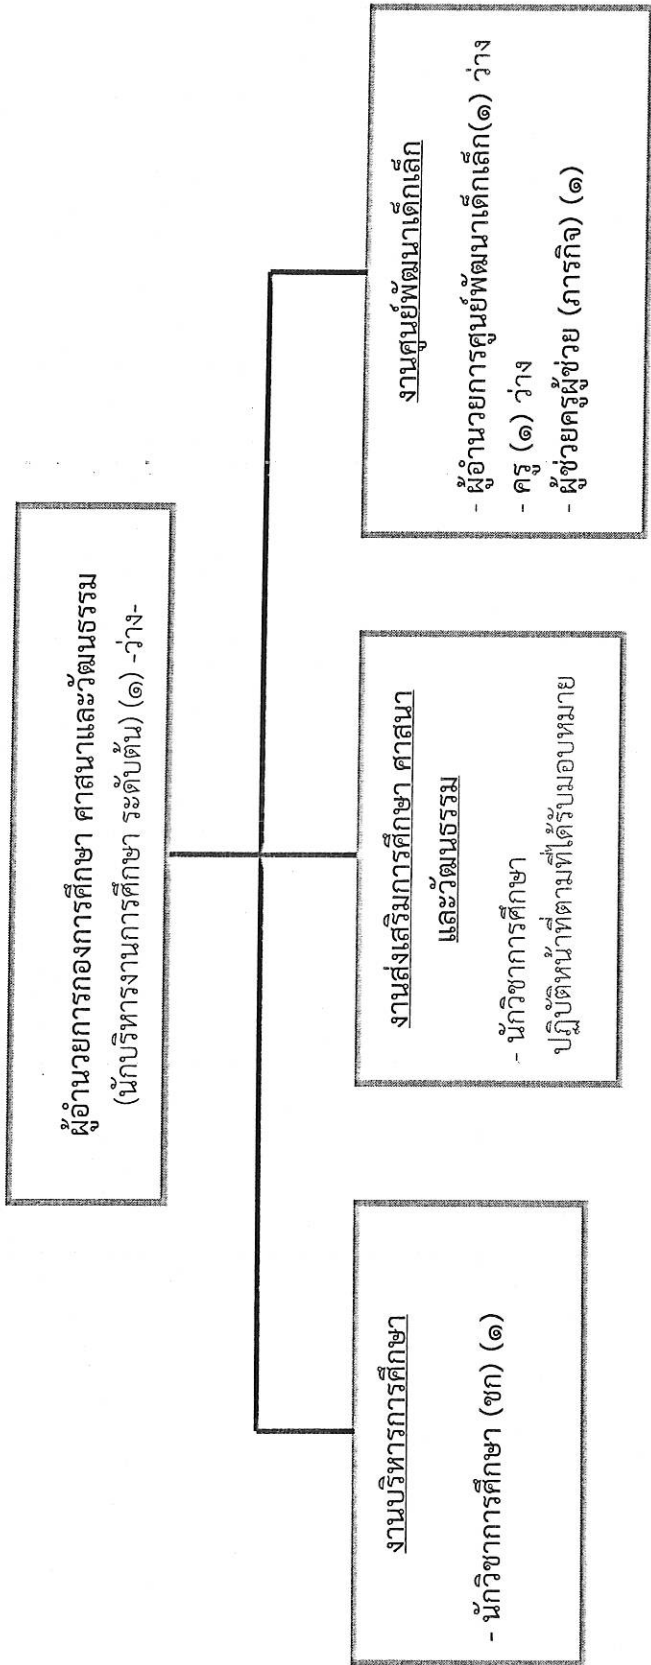 ผู้อำนวยการกองการศึกษา ศาสนาและวัฒนธรรม
(นักบริหารงานการศึกษา ระดับต้น) (๑) -ว่าง-
งานบริหารการศึกษา
- นักวิชาการศึกษา (ชก) (๑)
งานส่งเสริมการศึกษา ศาสนา
และวัฒนธรรม
- นักวิชาการศึกษา
ปฏิบัติหน้าที่ตามที่ได้รับมอบหมาย
งานศูนย์พัฒนาเด็กเล็ก
- ผู้อำนวยการศูนย์พัฒนาเด็กเล็ก(๑) ว่าง
- ครู (๑) ว่าง
- ผู้ช่วยครูผู้ช่วย (ภารกิจ) (๑)